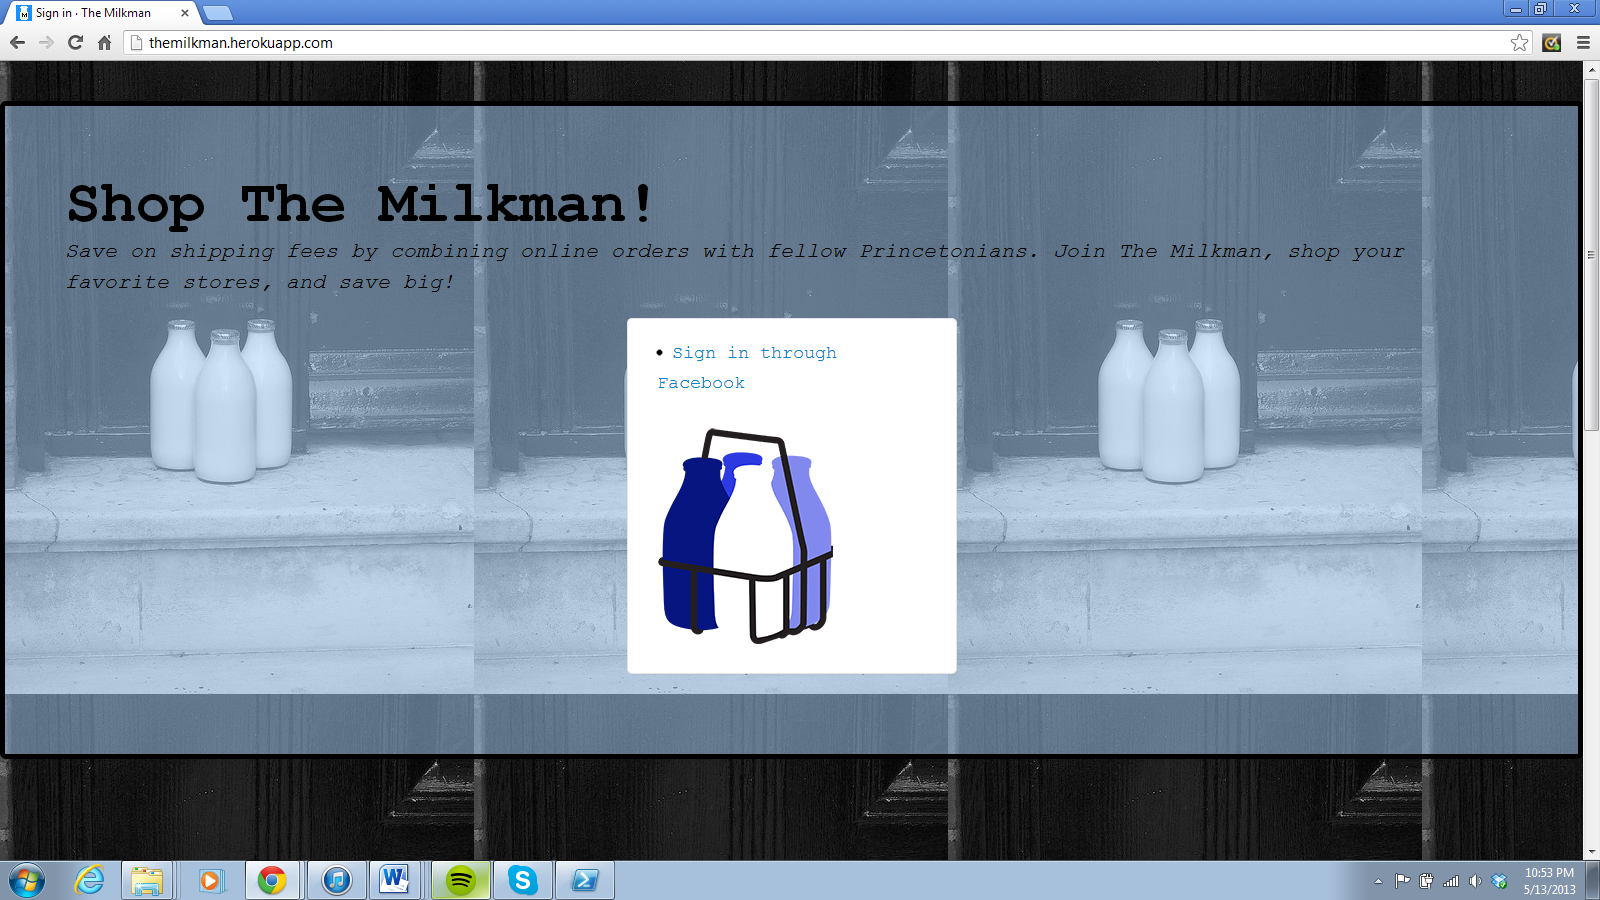 Sign in · The Milkman
themilkman.herokuapp.com
Shop The Milkman!
Save on shipping fees by combining online orders with fellow Princetonians. Join The Milkman, shop your
favorite stores, and save big!
Sign in through
Facebook
10:53 PM
5/13/2013